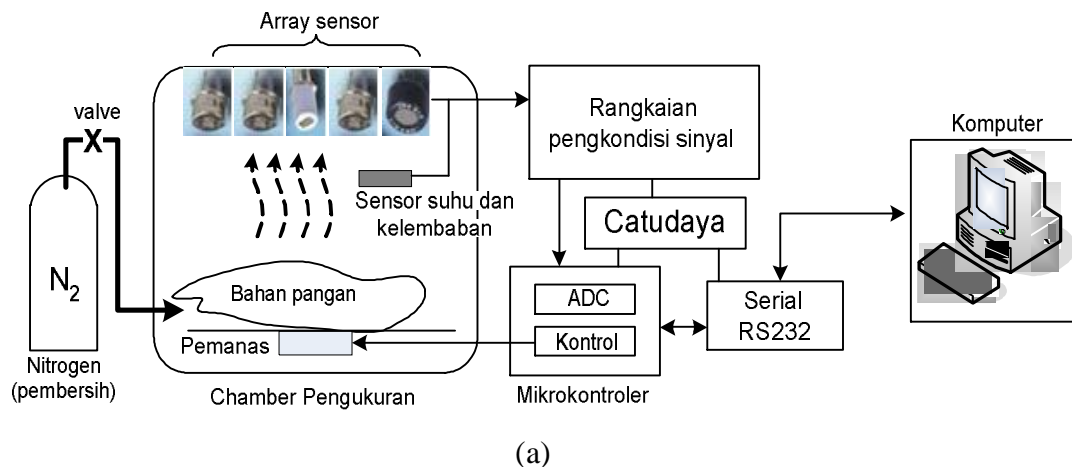 Array sensor
valve
X
N₂
Nitrogen
(pembersih)
Sensor suhu dan
kelembaban
Bahan pangan
Pemanas
Chamber Pengukuran
Rangkaian
pengkondisi sinyal
Catudaya
ADC
Kontrol
Mikrokontroler
Serial
RS232
Komputer
(a)